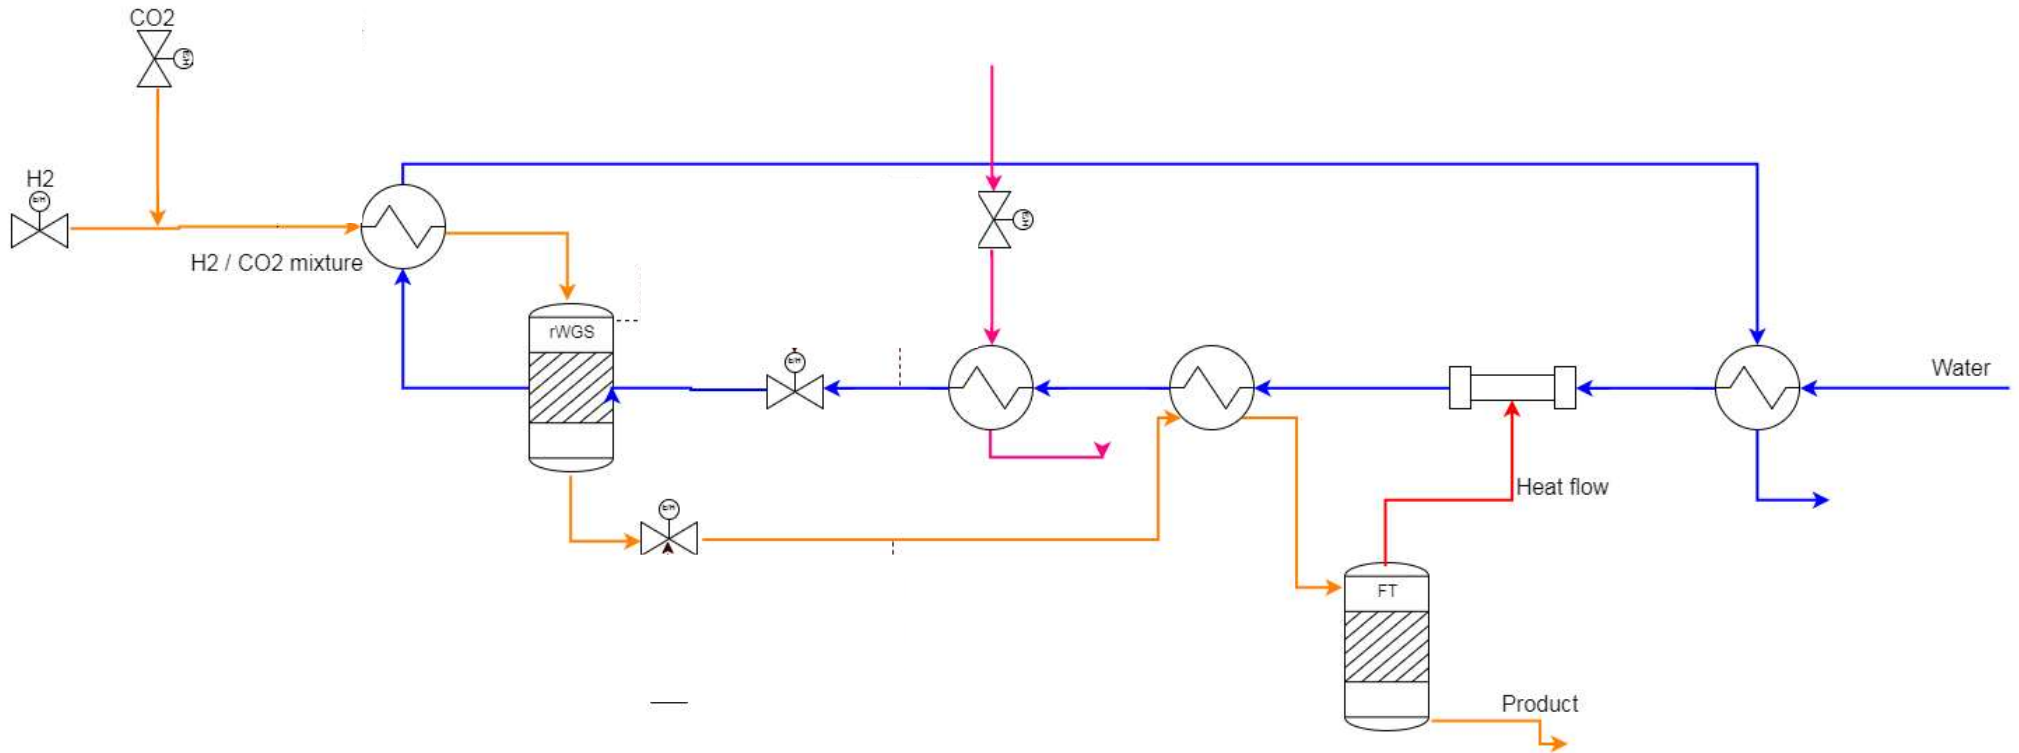 CO2
H2
H2 / CO2 mixture
rWGS
Water
Heat flow
FT
Product